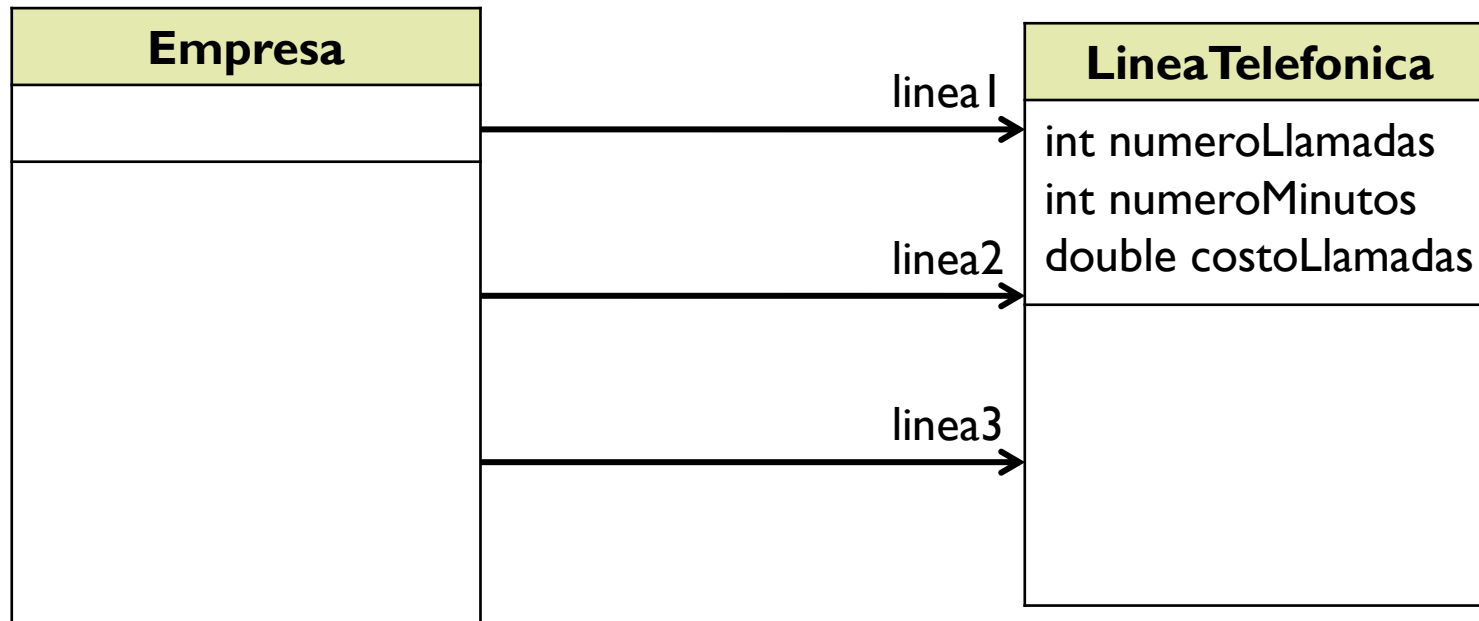 Empresa
linea1
linea2
linea3
LineaTelefonica
int numeroLlamadas
int numeroMinutos
double costoLlamadas